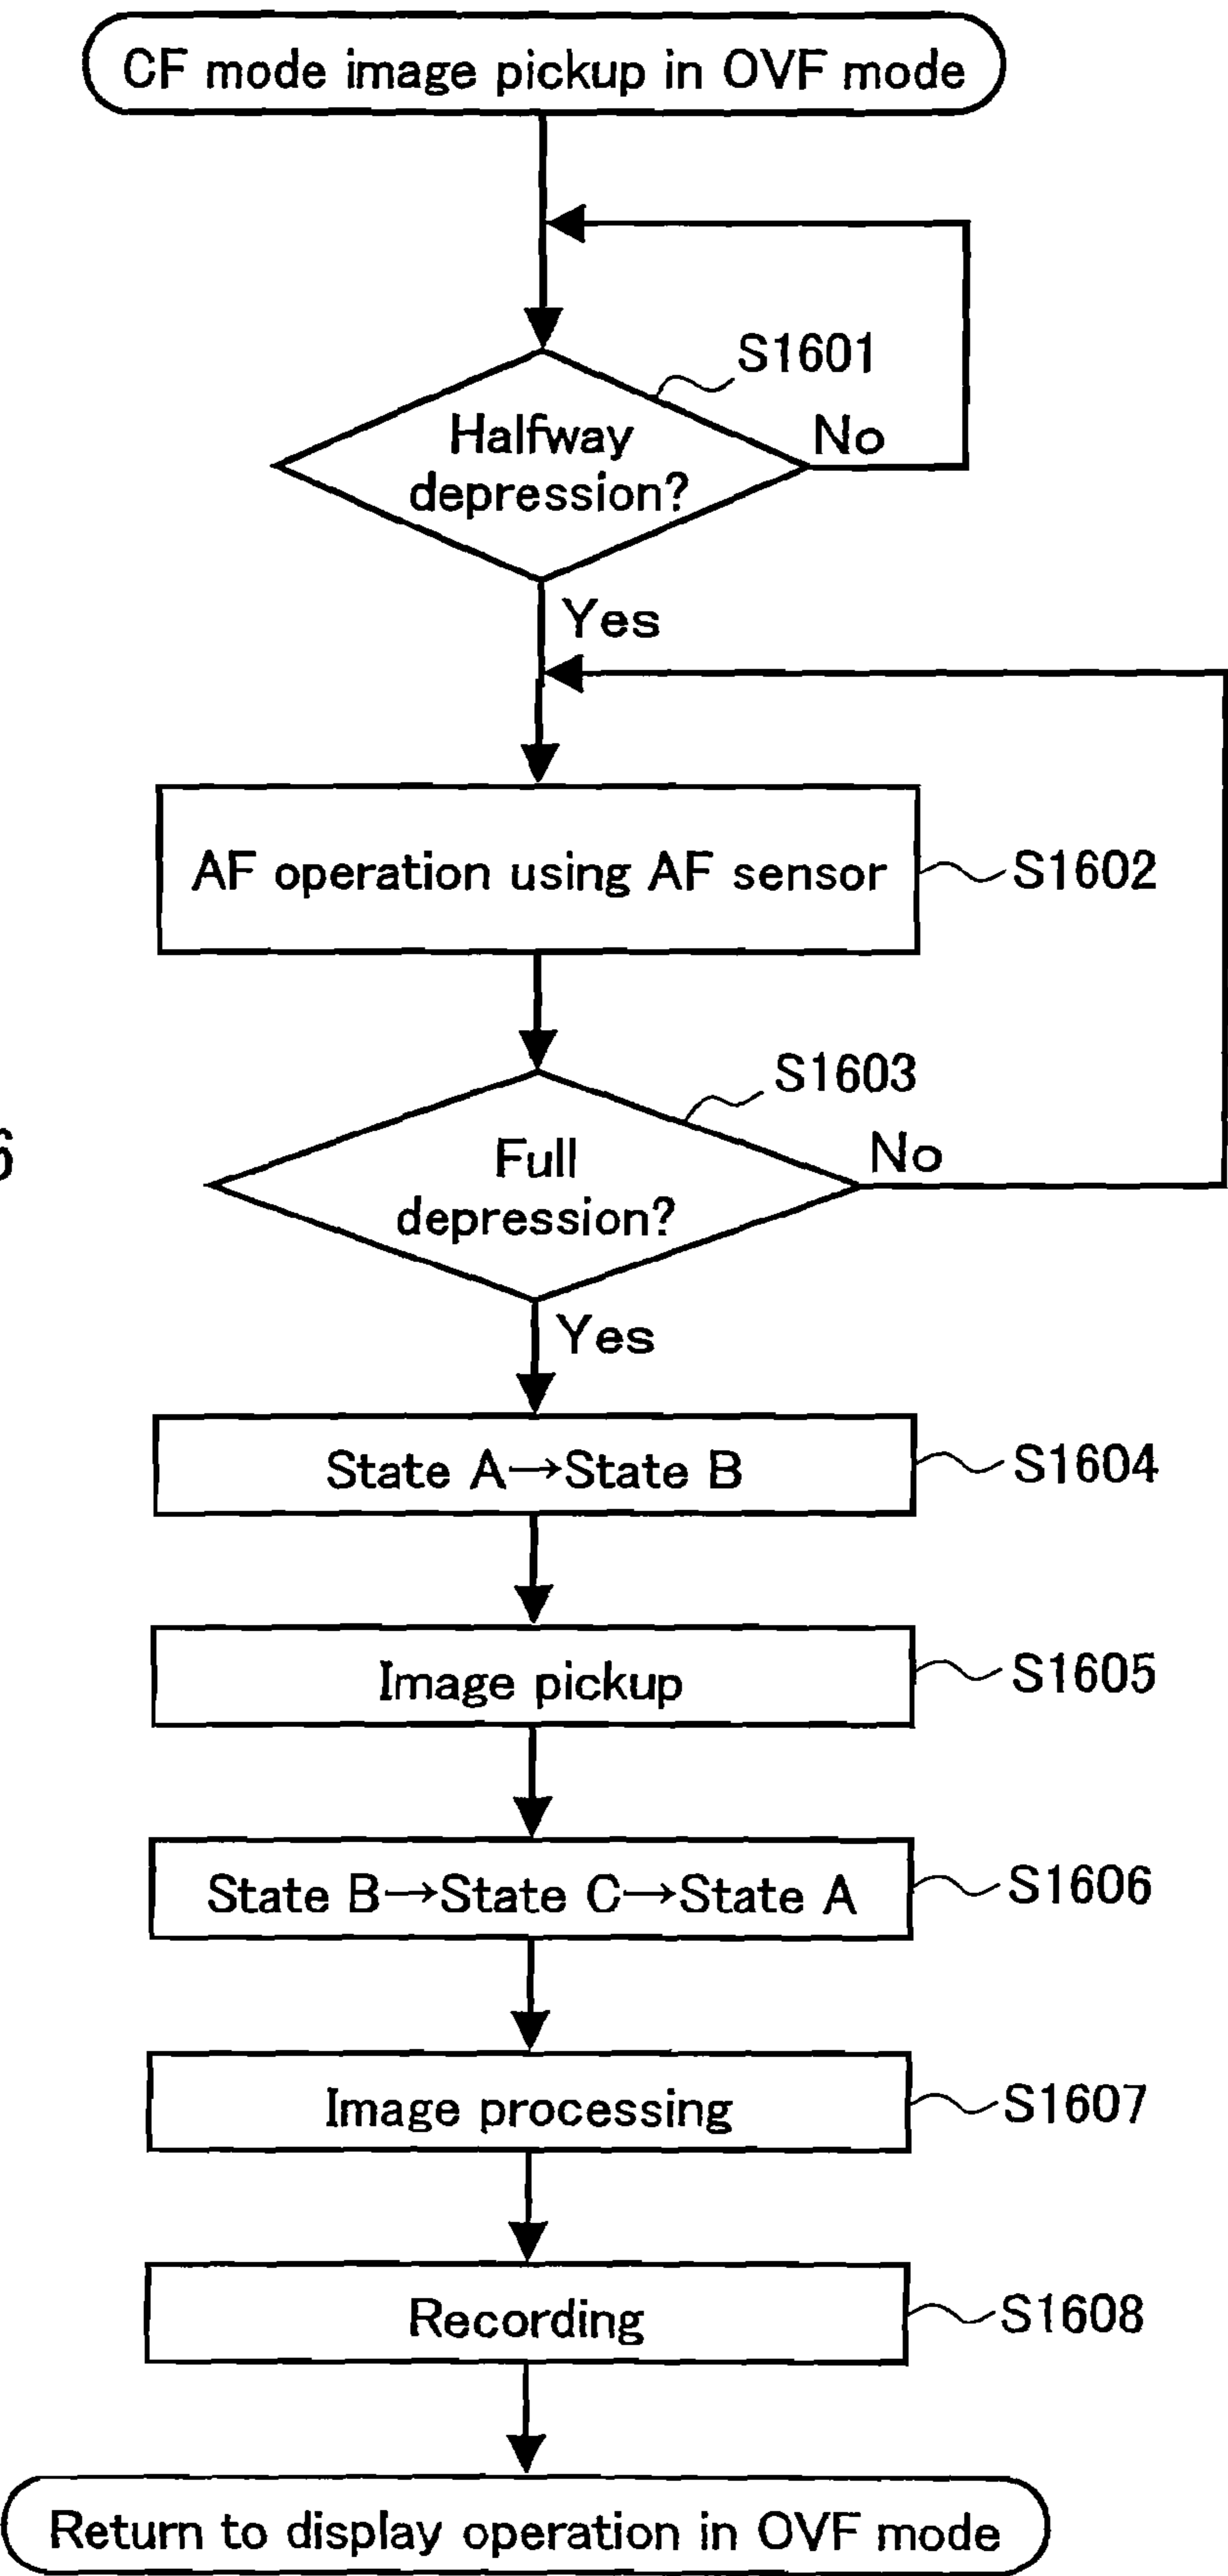 CF mode image pickup in OVF mode
S1601
Halfway
depression?
No
Yes
AF operation using AF sensor
S1602
S1603
Full
depression?
No
6
Yes
State A→State B
S1604
Image pickup
S1605
State B→State C→State A
S1606
Image processing
S1607
Recording
S1608
Return to display operation in OVF mode